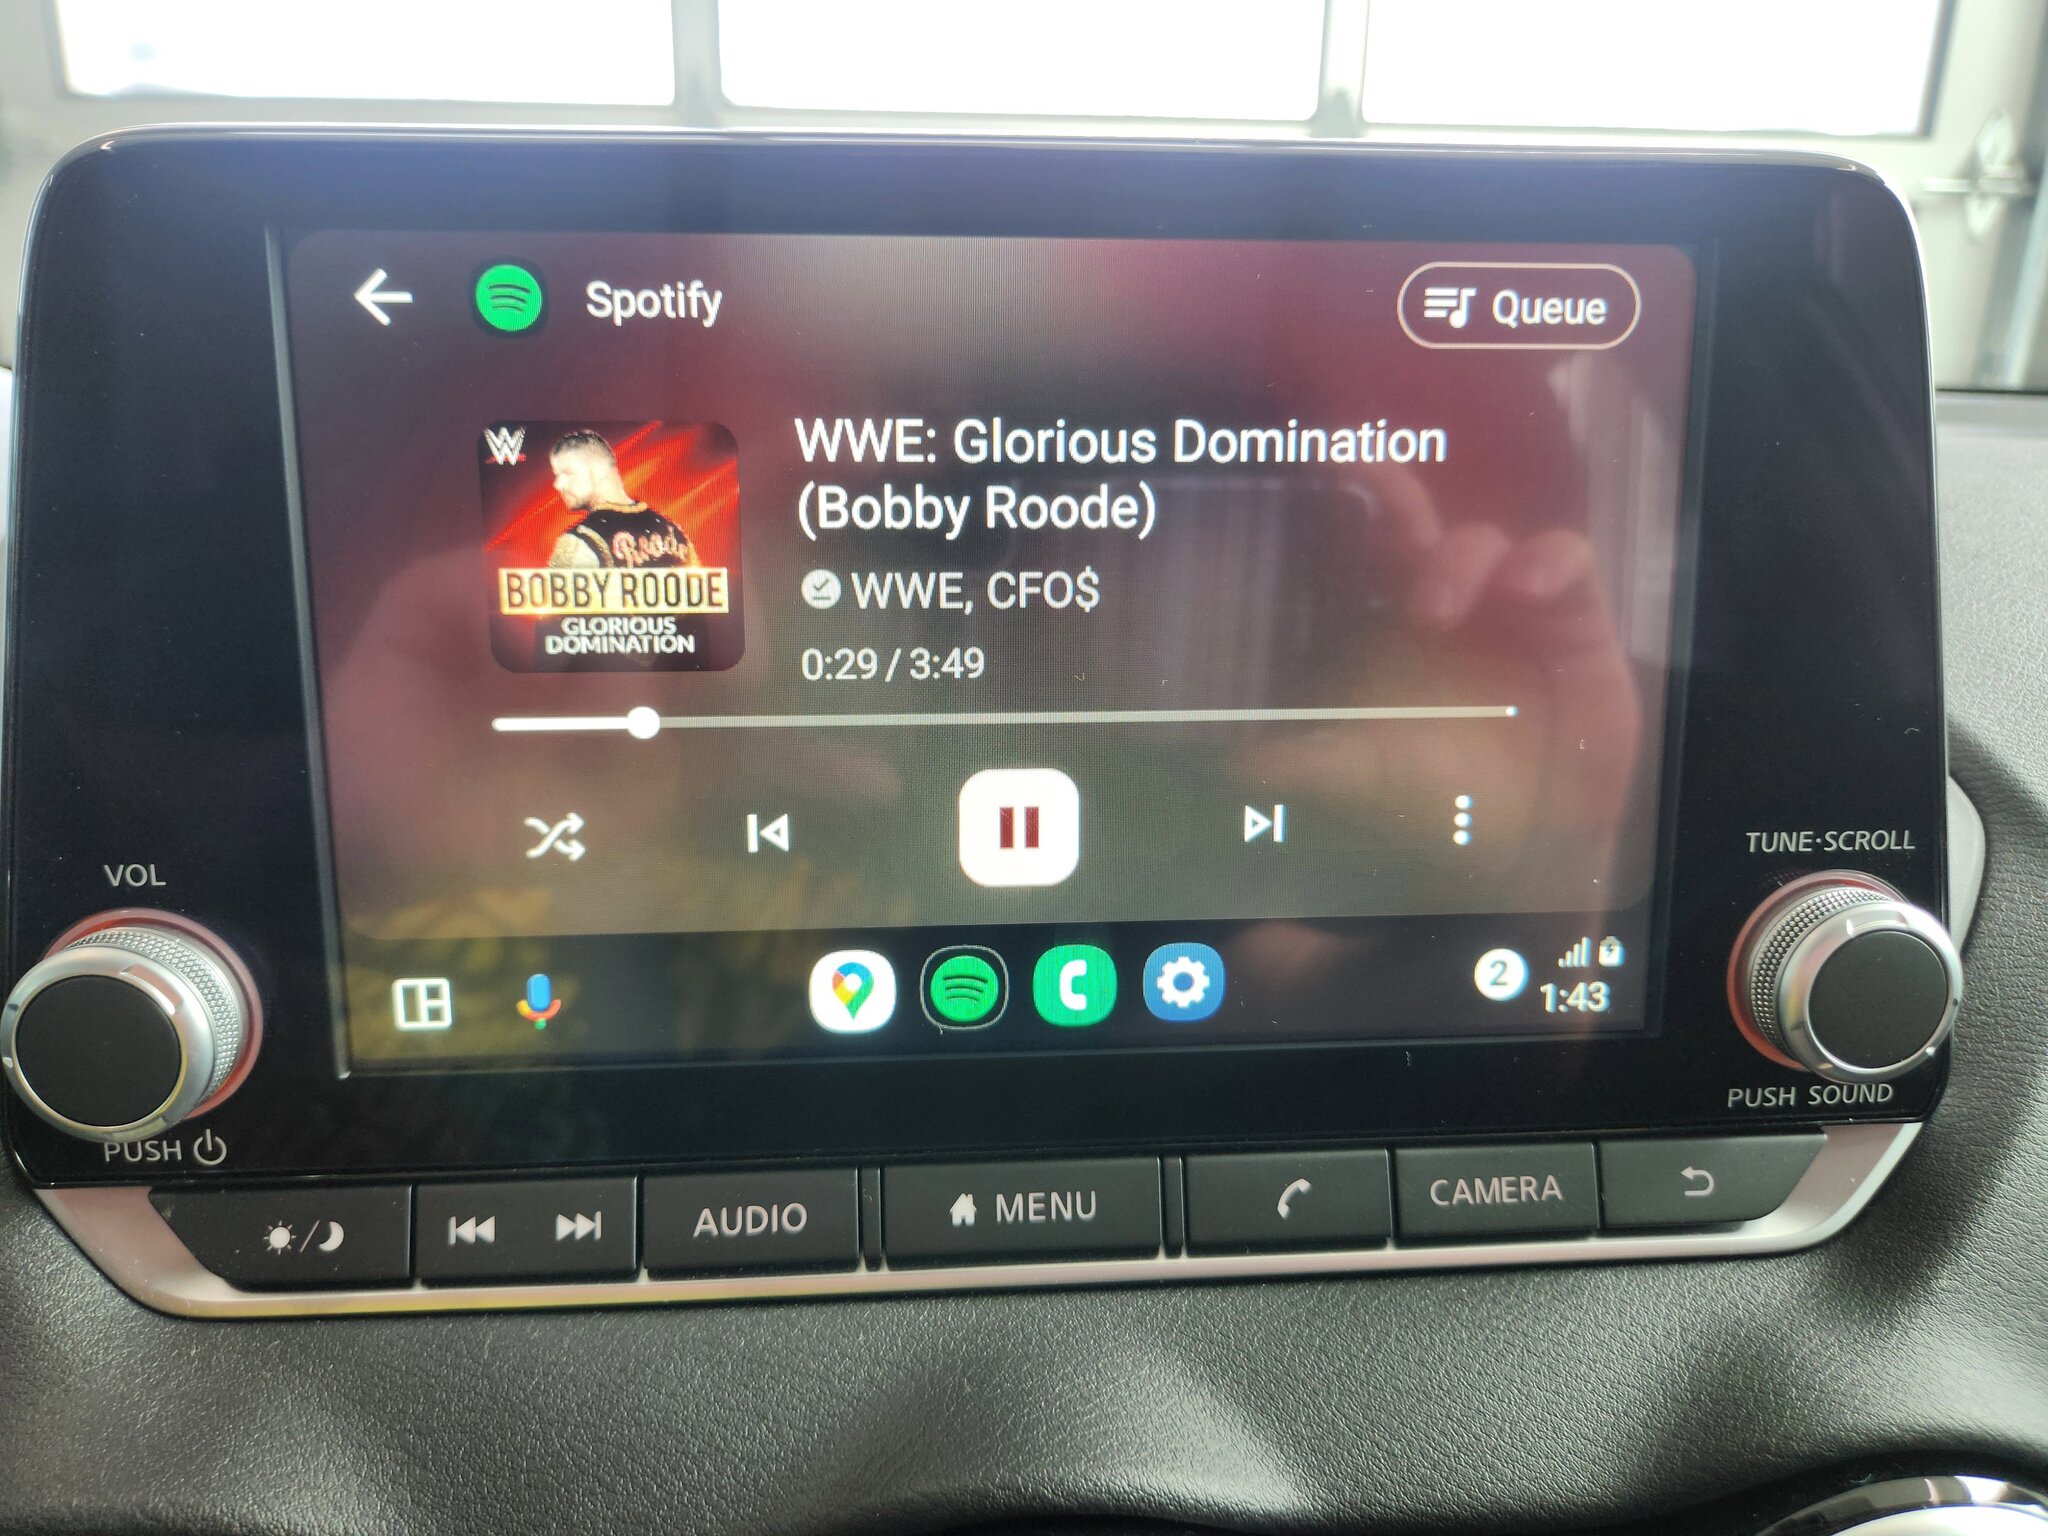 Spotify
Queue
W
Roode
BOBBY ROODE
GLORIOUS
DOMINATION
WWE: Glorious Domination
(Bobby Roode)
WWE, CFO$
0:29 / 3:49
2
1:43
VOL
PUSH
TUNE·SCROLL
PUSH SOUND
AUDIO
MENU
CAMERA